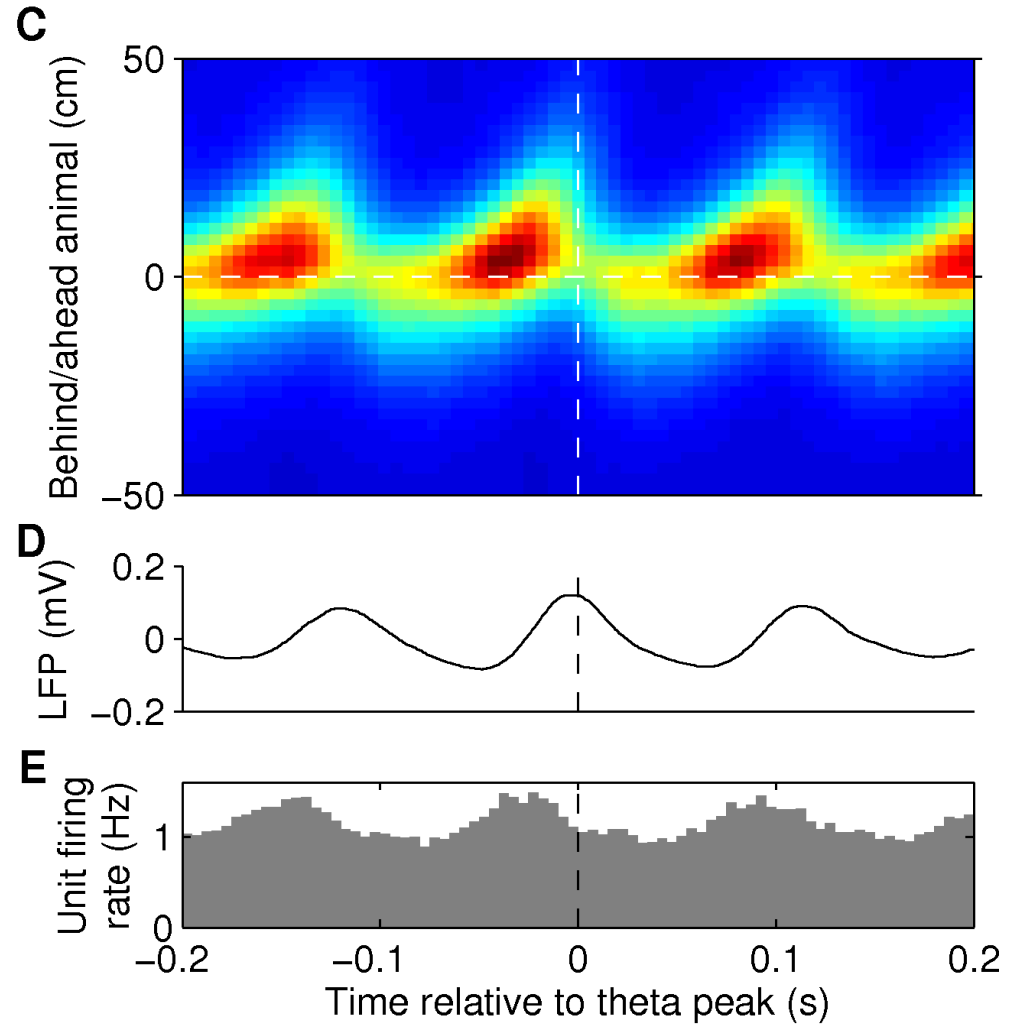 C
50
0
−50
Behind/ahead animal (cm)
D
0.2
0
−0.2
LFP (mV)
E
1
0
Unit firing
rate (Hz)
−0.2
−0.1
0
0.1
0.2
Time relative to theta peak (s)